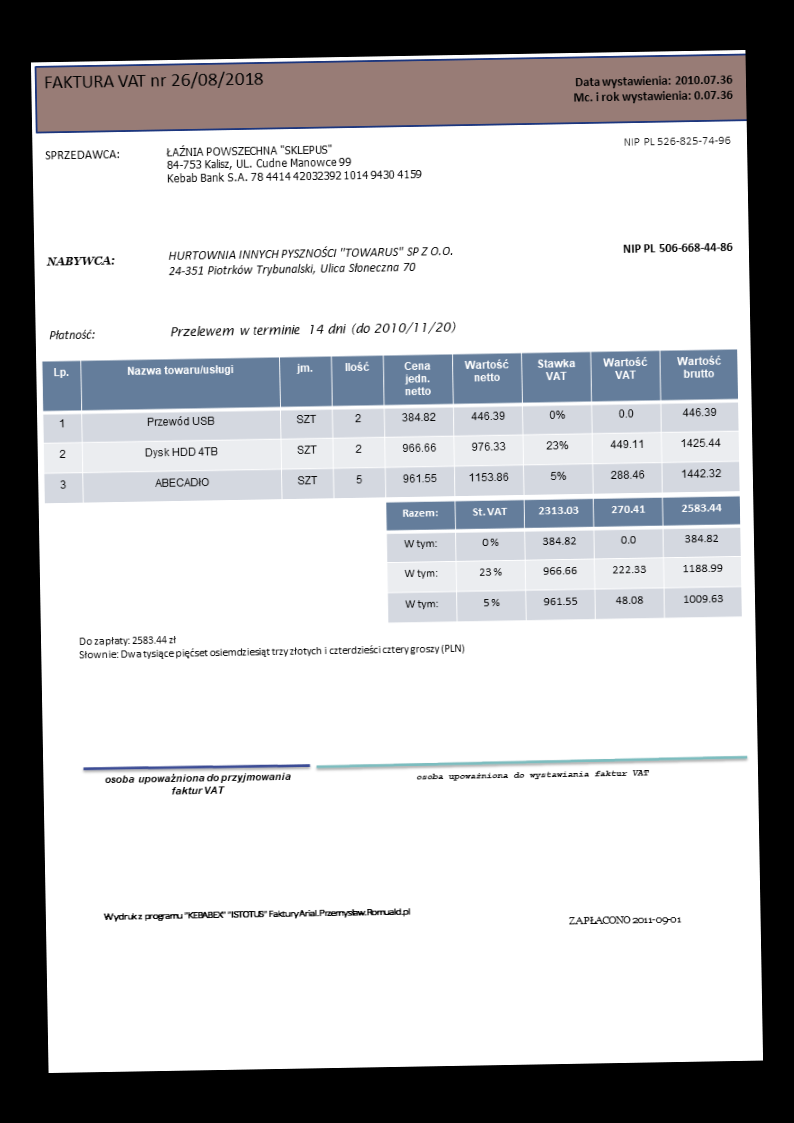 FAKTURA VAT nr 26/08/2018
Data wystawienia: 2010.07.36
Mc. i rok wystawienia: 0.07.36
SPRZEDAWCA:
ŁAŹNIA POWSZECHNA "SKLEPUS"
84-753 Kalisz, UL. Cudne Manowce 99
Kebab Bank S.A. 78 4414 42032392 1014 9430 4159
NIP PL 526-825-74-96
NABYWCA:
HURTOWNIA INNYCH PYSZNOŚCI "TOWARUS" SP Z O.O.
24-351 Piotrków Trybunalski, Ulica Słoneczna 70
NIP PL 506-668-44-86
Płatność:
Przelewem w terminie 14 dni (do 2010/11/20)
Lp. Nazwa towaru/usługi jm. Ilość Cena jedn. netto Wartość netto Stawka VAT Wartość VAT Wartość brutto
1 Przewód USB SZT 2 384.82 446.39 0% 0.0 446.39
2 Dysk HDD 4TB SZT 2 966.66 976.33 23% 449.11 1425.44
3 ABECADŁO SZT 5 961.55 1153.86 5% 288.46 1442.32
Razem: St. VAT 2313.03 270.41 2583.44
W tym: 0% 384.82 0.0 384.82
W tym: 23% 966.66 222.33 1188.99
W tym: 5% 961.55 48.08 1009.63
Do zapłaty: 2583.44 zł
Słownie: Dwa tysiące pięćset osiemdziesiąt trzy złotych i czterdzieści cztery groszy (PLN)
osoba upoważniona do przyjmowania
faktur VAT
osoba upoważniona do wystawiania faktur VAT
Wydruk z programu "KEBABEX" "ISTOTUS" Faktury Arial.Przemysław.Romuald.pl
ZAPŁACONO 2011-09-01